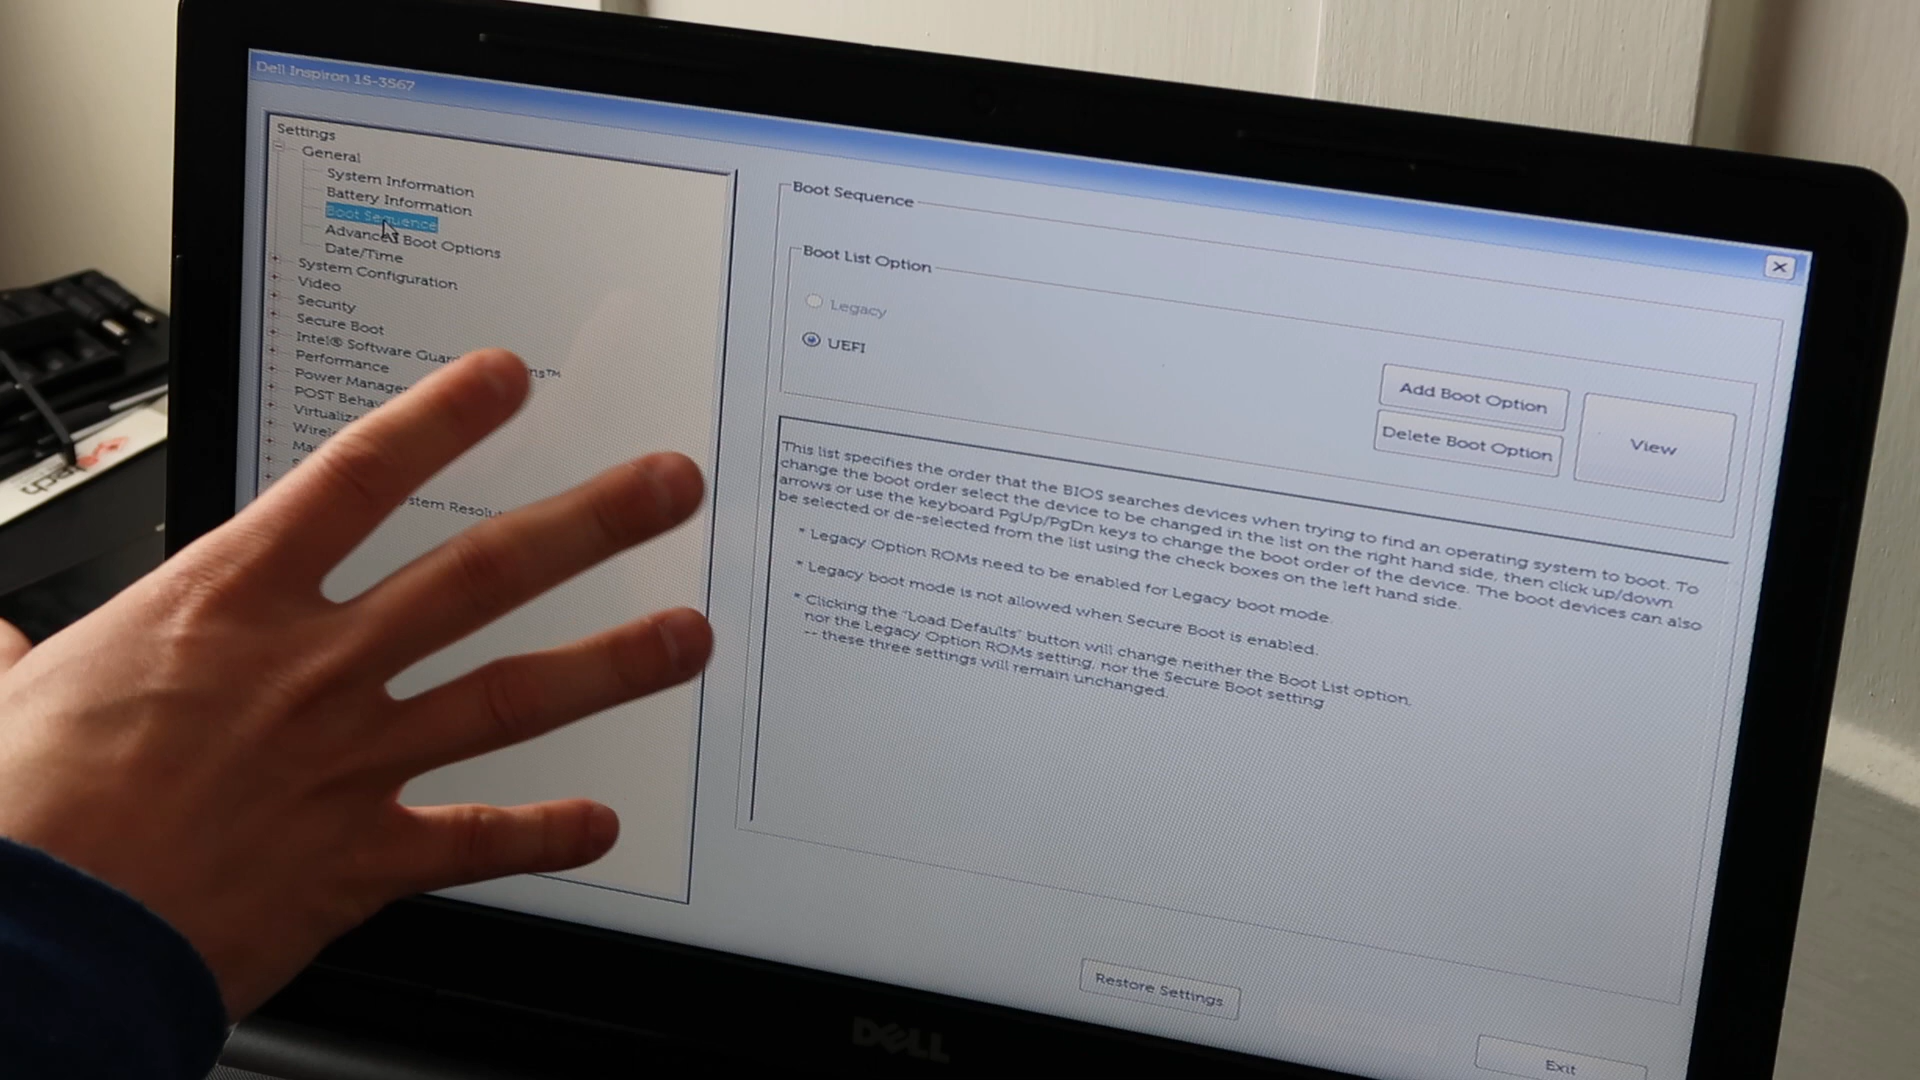 Dell Inspiron 15-3567
Settings
General
System Information
Battery Information
Boot Sequence
Advanced Boot Options
Date/Time
System Configuration
Video
Security
Secure Boot
Intel® Software
Performance
Power
POST
Boot Sequence
Boot List Option
Legacy
UEFI
Add Boot Option
Delete Boot Option
View
This list specifies the order that the BIOS searches devices when trying to find an operating system to boot. To
change the boot order select the device to be changed in the list on the right hand side, then click up/down
arrows or use the keyboard PgUp/PgDn keys to change the boot order of the device. The boot devices can also
be selected or de-selected from the list using the check boxes on the left hand side.
* Legacy Option ROMs need to be enabled for Legacy boot mode.
* Legacy boot mode is not allowed when Secure Boot is enabled.
* Clicking the "Load Defaults" button will change neither the Boot List option,
nor the Legacy Option ROMs setting, nor the Secure Boot setting
-- these three settings will remain unchanged.
Restore Settings
Exit
DELL